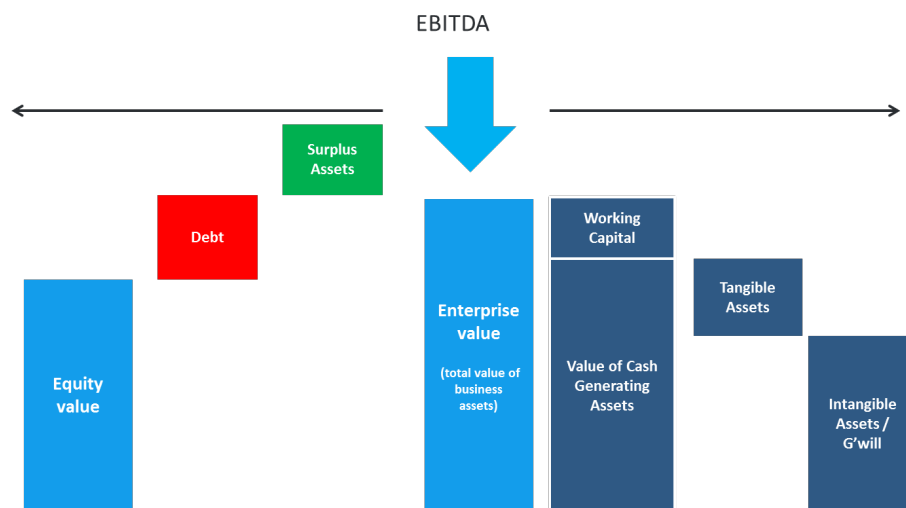 EBITDA
Surplus
Assets
Debt
Equity
value
Enterprise
value
(total value of
business
assets)
Working
Capital
Value of Cash
Generating
Assets
Tangible
Assets
Intangible
Assets /
G'will